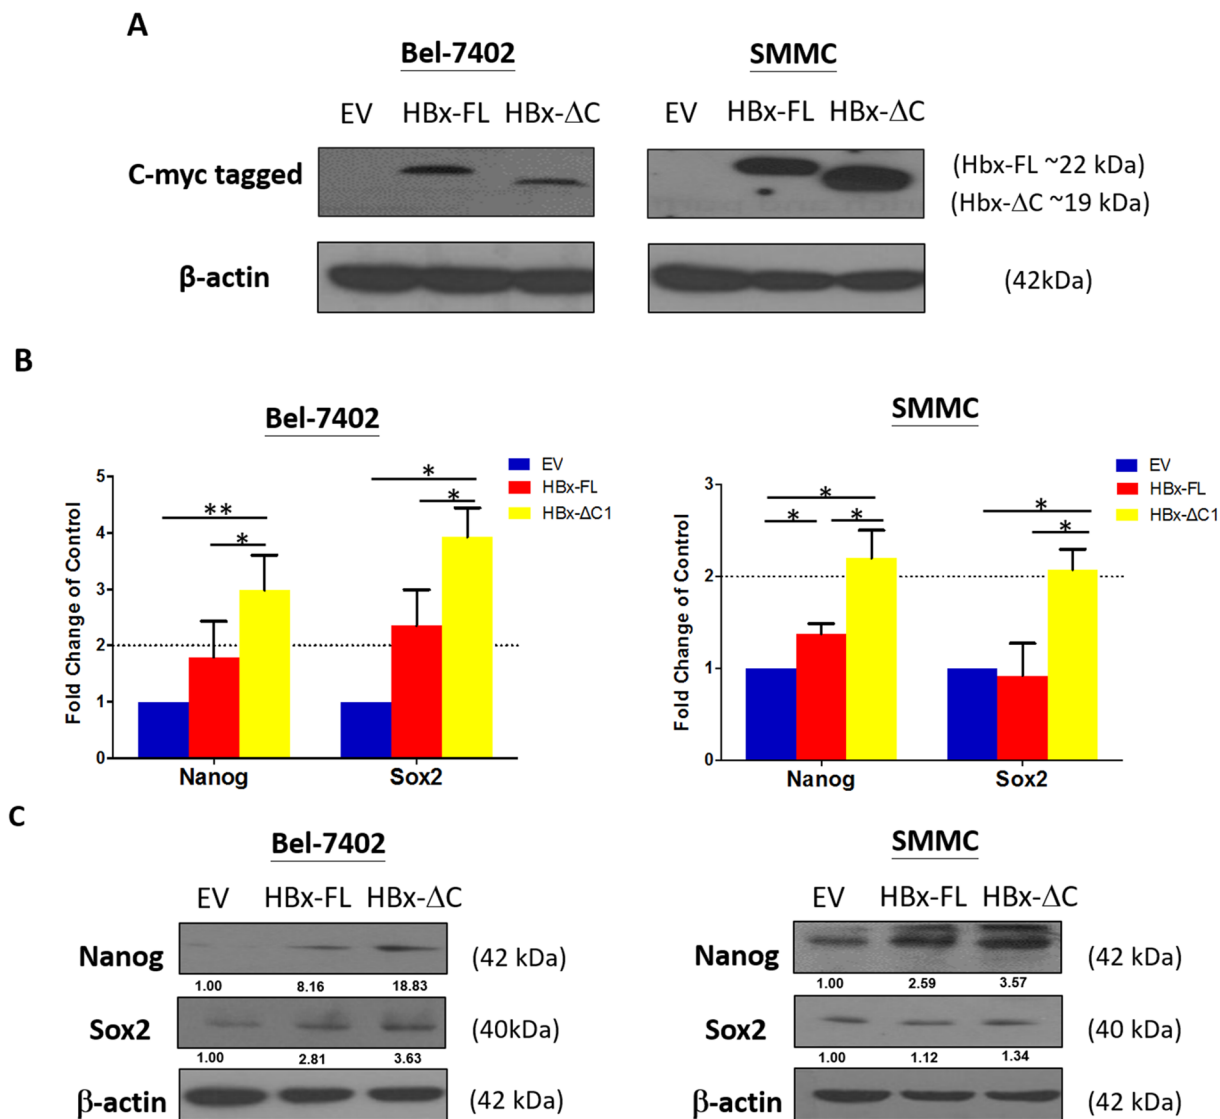 A
Bel-7402 SMMC
EV HBx-FL HBx-ΔC EV HBx-FL HBx-ΔC
C-myc tagged (Hbx-FL ~22 kDa)
(Hbx-ΔC ~19 kDa)
β-actin (42kDa)
B
Bel-7402 SMMC
EV
HBx-FL
HBx-ΔC1
Fold Change of Control
5
4
3
2
1
0
** * * *
Nanog Sox2
EV
HBx-FL
HBx-ΔC1
Fold Change of Control
3
2
1
0
* * * * *
Nanog Sox2
C
Bel-7402 SMMC
EV HBx-FL HBx-ΔC EV HBx-FL HBx-ΔC
Nanog (42 kDa) Nanog (42 kDa)
1.00 8.16 18.83 1.00 2.59 3.57
Sox2 (40kDa) Sox2 (40 kDa)
1.00 2.81 3.63 1.00 1.12 1.34
β-actin (42 kDa) β-actin (42 kDa)